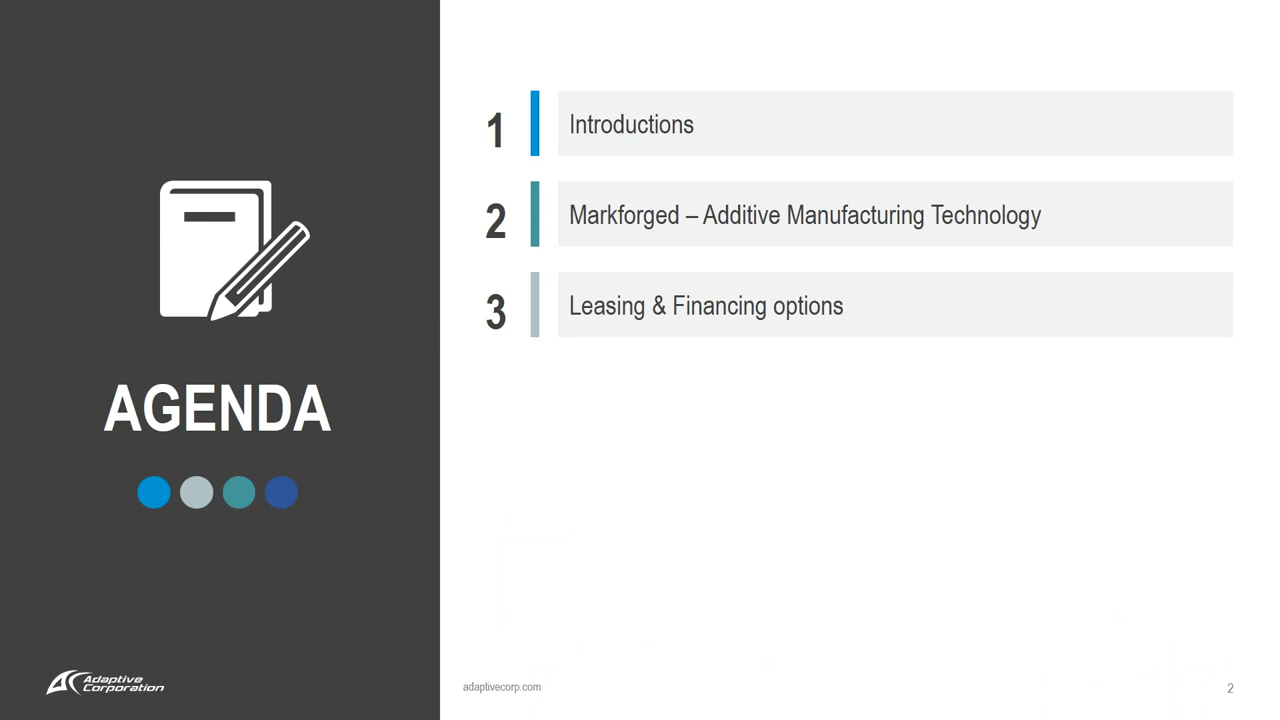 AGENDA
1
Introductions
2
Markforged – Additive Manufacturing Technology
3
Leasing & Financing options
Adaptive
Corporation
adaptivecorp.com
2